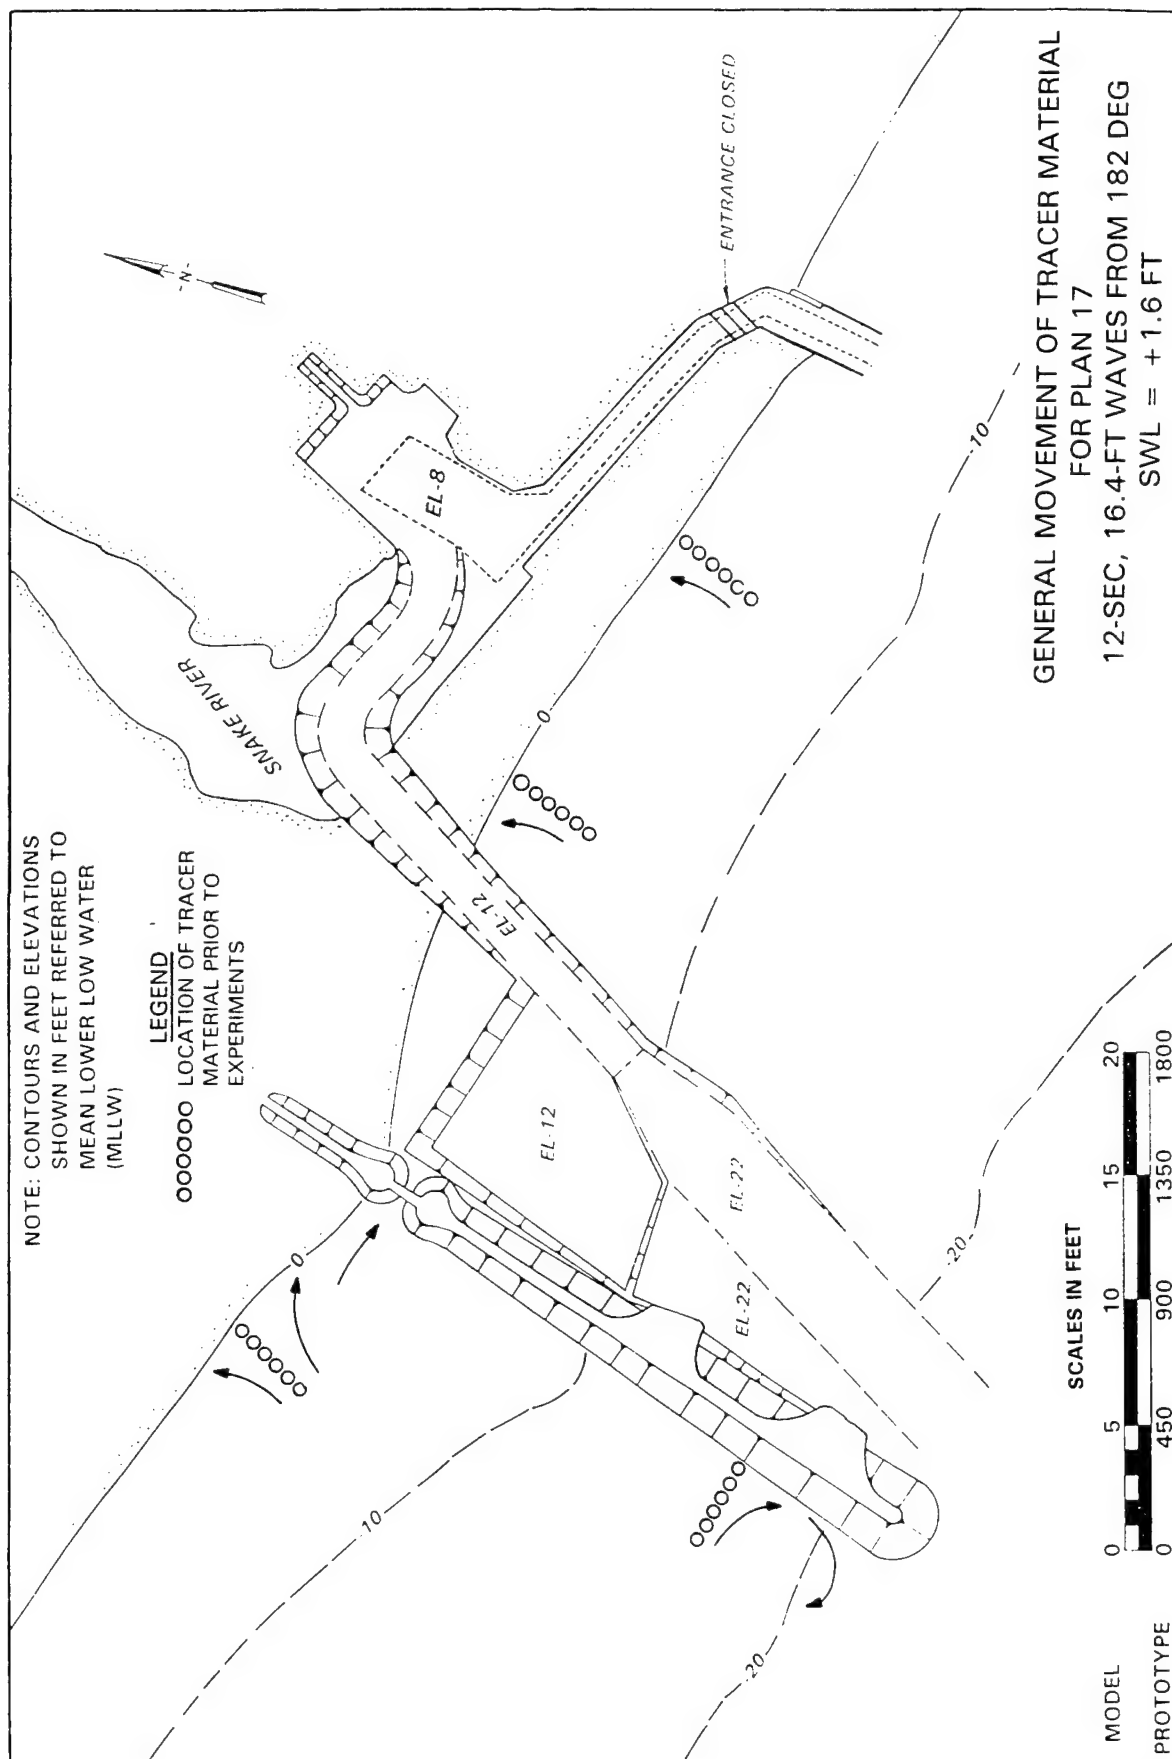 NOTE: CONTOURS AND ELEVATIONS
SHOWN IN FEET REFERRED TO
MEAN LOWER LOW WATER
(MLLW)
LEGEND
OOOOOO LOCATION OF TRACER
MATERIAL PRIOR TO
EXPERIMENTS
SNAKE RIVER
N
EL-8
ENTRANCE CLOSED
EL-12
EL-12
EL-22
EL-22
0
0
-10
-10
-20
-20
SCALES IN FEET
MODEL 0 5 10 15 20
PROTOTYPE 0 450 900 1350 1800
GENERAL MOVEMENT OF TRACER MATERIAL
FOR PLAN 17
12-SEC, 16.4-FT WAVES FROM 182 DEG
SWL = +1.6 FT